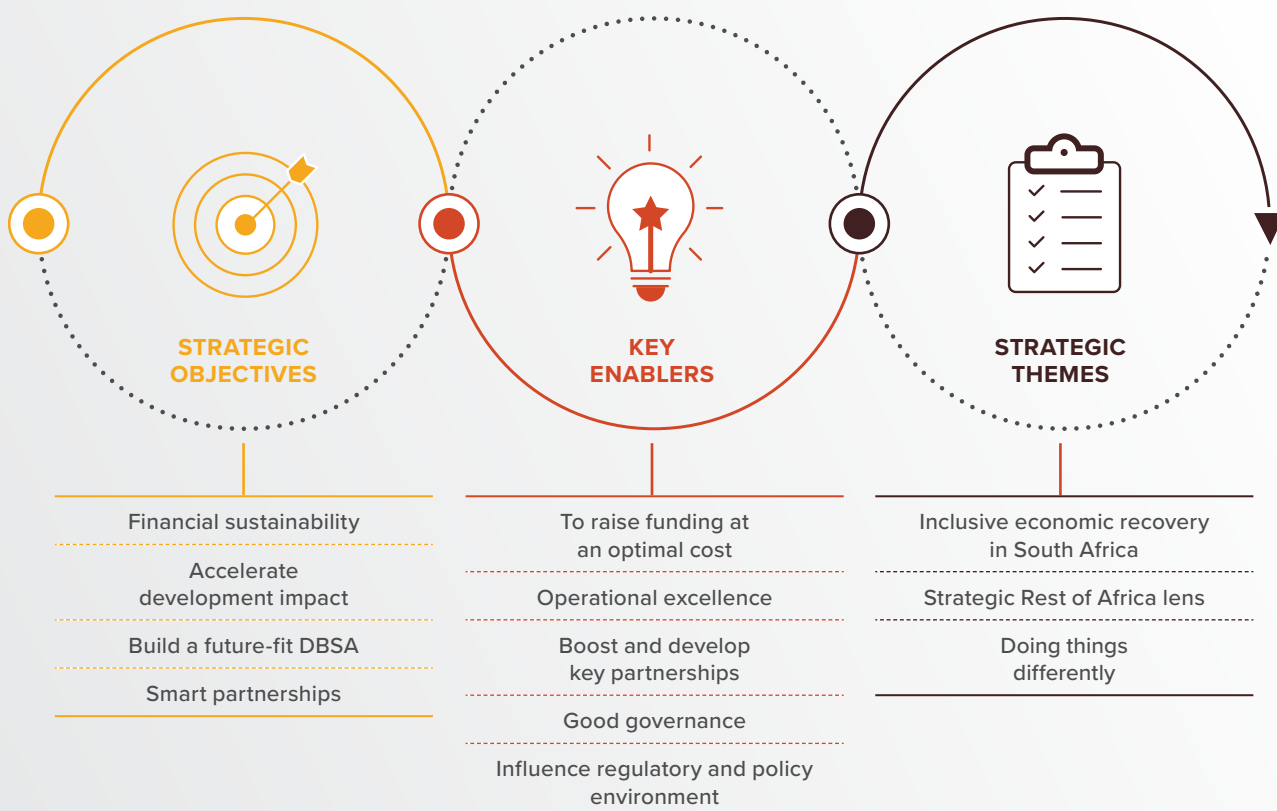 STRATEGIC
OBJECTIVES
Financial sustainability
Accelerate
development impact
Build a future-fit DBSA
Smart partnerships
KEY
ENABLERS
To raise funding at
an optimal cost
Operational excellence
Boost and develop
key partnerships
Good governance
Influence regulatory and policy
environment
STRATEGIC
THEMES
Inclusive economic recovery
in South Africa
Strategic Rest of Africa lens
Doing things
differently